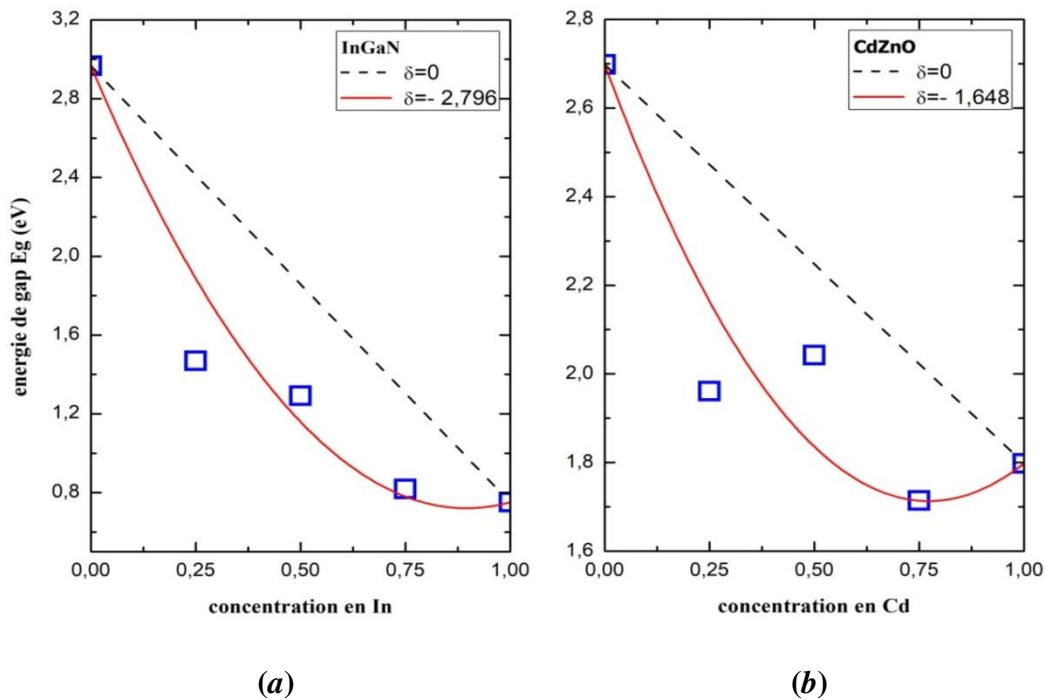 3,2
2,8
2,4
2,0
1,6
1,2
0,8
energie de gap Eg (eV)
InGaN
δ=0
δ=- 2,796
0,00 0,25 0,50 0,75 1,00
concentration en In
(a)
2,8
2,6
2,4
2,2
2,0
1,8
1,6
CdZnO
δ=0
δ=- 1,648
0,00 0,25 0,50 0,75 1,00
concentration en Cd
(b)